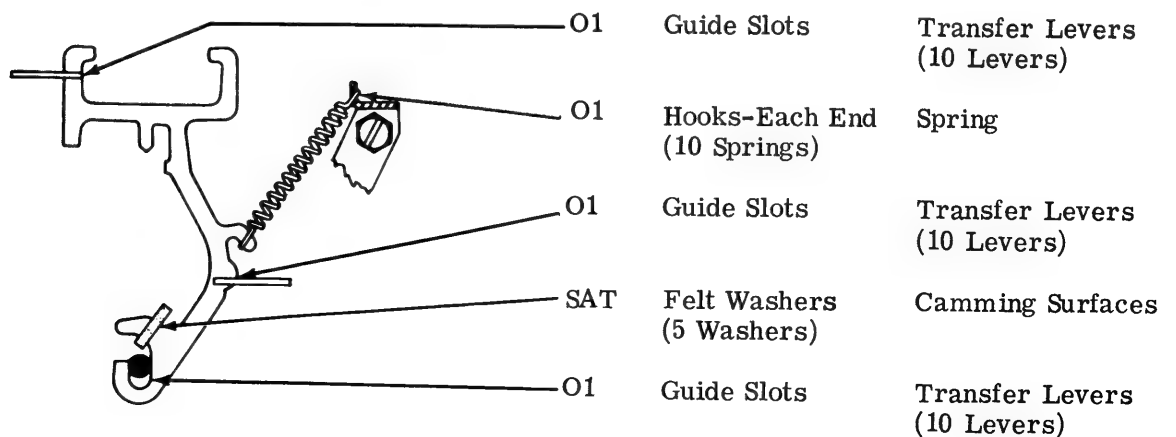 O1 Guide Slots Transfer Levers
(10 Levers)
O1 Hooks-Each End Spring
(10 Springs)
O1 Guide Slots Transfer Levers
(10 Levers)
SAT Felt Washers Camming Surfaces
(5 Washers)
O1 Guide Slots Transfer Levers
(10 Levers)